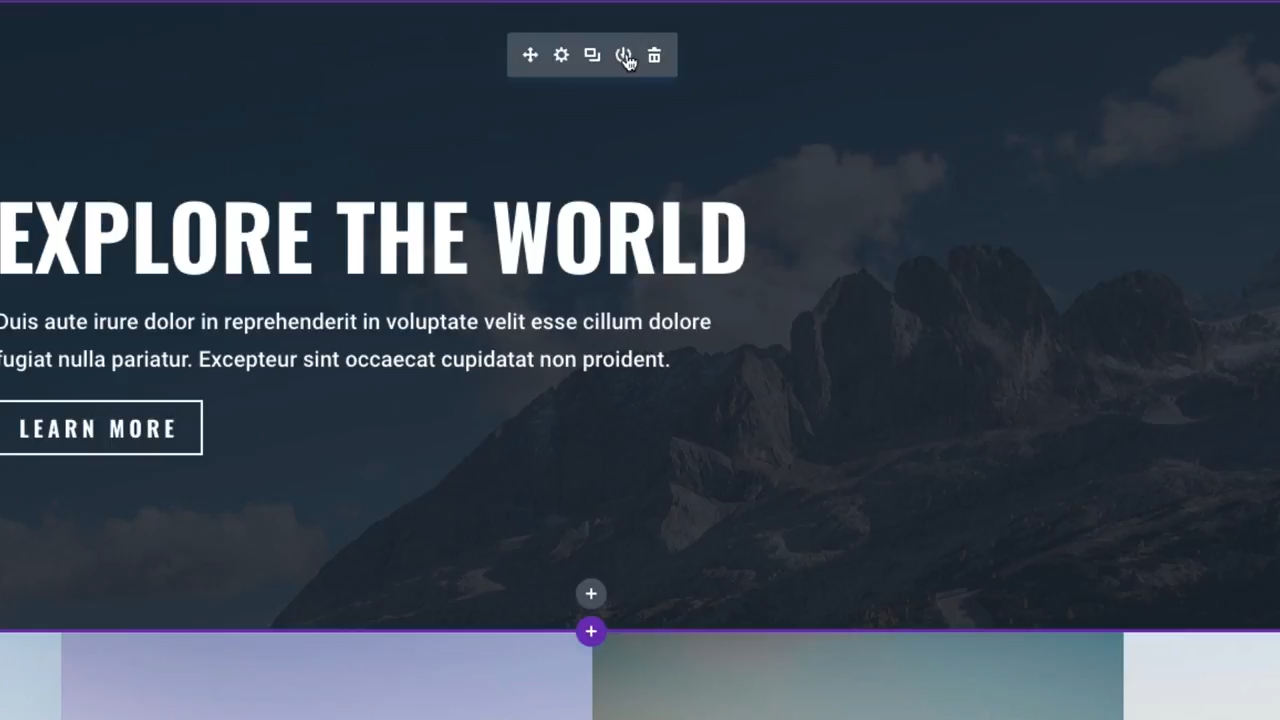 EXPLORE THE WORLD
Duis aute irure dolor in reprehenderit in voluptate velit esse cillum dolore
fugiat nulla pariatur. Excepteur sint occaecat cupidatat non proident.
LEARN MORE